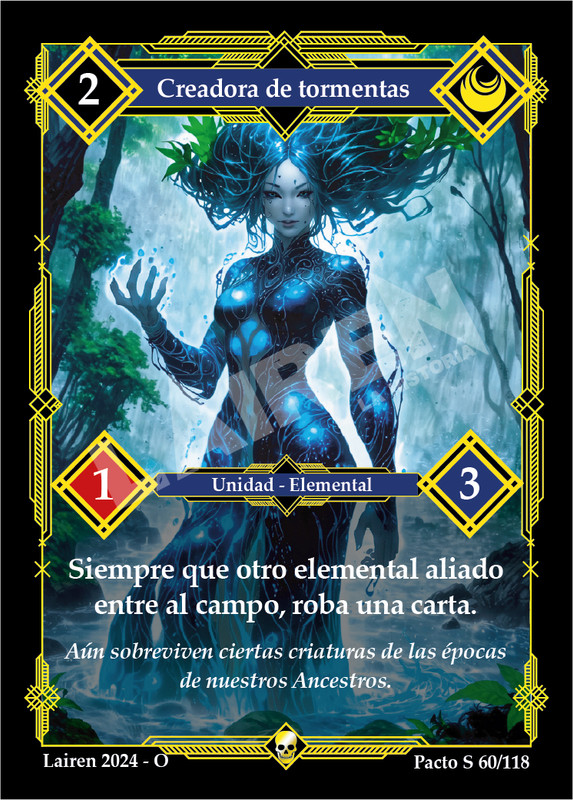 2
Creadora de tormentas
1
Unidad - Elemental
3
Siempre que otro elemental aliado
entre al campo, roba una carta.
Aún sobreviven ciertas criaturas de las épocas
de nuestros Ancestros.
Lairen 2024 - O
Pacto S 60/118